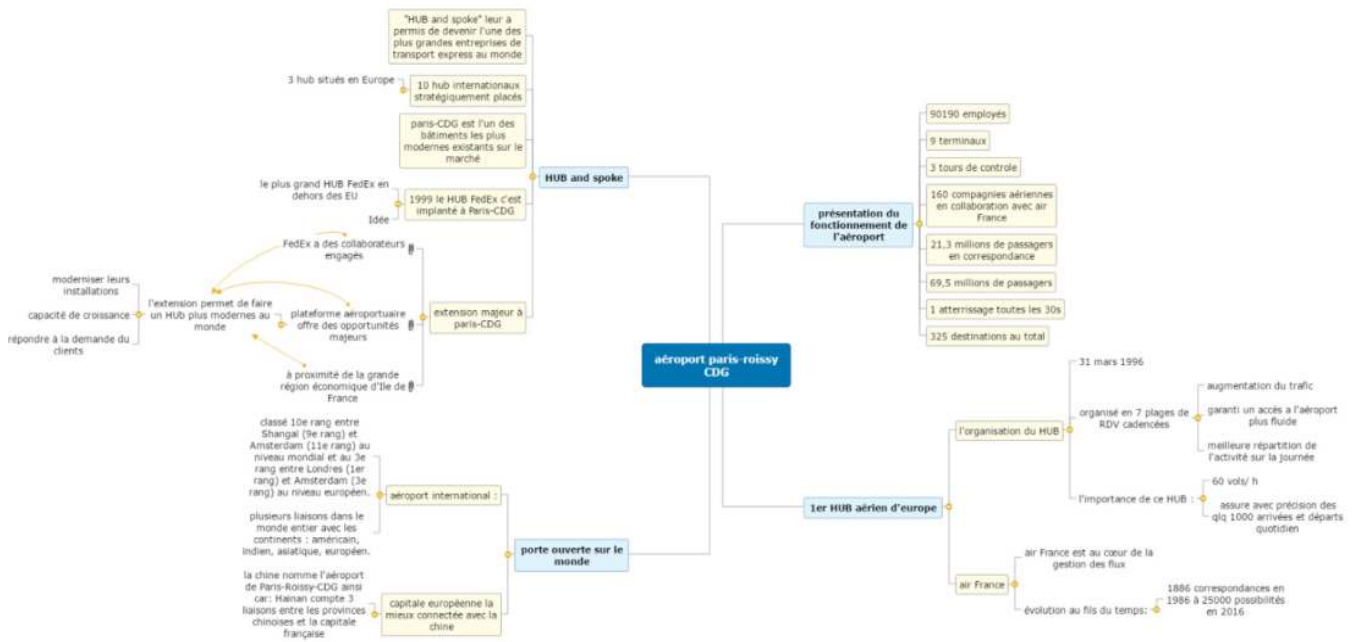 aéroport paris-roissy
CDG
HUB and spoke
"HUB and spoke" leur a
permis de devenir l'une des
plus grandes entreprises de
transport express au monde
10 hub internationaux
stratégiquement placés
3 hub situés en Europe
paris-CDG est l'un des
bâtiments les plus
modernes existants sur le
marché
1999 le HUB FedEx c'est
implanté à Paris-CDG
le plus grand HUB FedEx en
dehors des EU
Idée
extension majeur à
paris-CDG
FedEx a des collaborateurs
engagés
plateforme aéroportuaire
offre des opportunités
majeurs
l'extension permet de faire
un HUb plus modernes au
monde
moderniser leurs
installations
capacité de croissance
répondre à la demande du
clients
à proximité de la grande
région économique d'Ile de
France
porte ouverte sur le
monde
aéroport international :
classé 10e rang entre
Shangai (9e rang) et
Amsterdam (11e rang) au
niveau mondial et au 3e
rang entre Londres (1er
rang) et Amsterdam (3e
rang) au niveau européen.
plusieurs liaisons dans le
monde entier avec les
continents : américain,
indien, asiatique, européen.
capitale européenne la
mieux connectée avec la
chine
la chine nomme l'aéroport
de Paris-Roissy-CDG ainsi
car: Hainan compte 3
liaisons entre les provinces
chinoises et la capitale
française
présentation du
fonctionnement de
l'aéroport
90190 employés
9 terminaux
3 tours de controle
160 compagnies aériennes
en collaboration avec air
France
21,3 millions de passagers
en correspondance
69,5 millions de passagers
1 atterrissage toutes les 30s
325 destinations au total
1er HUB aérien d'europe
l'organisation du HUB
31 mars 1996
organisé en 7 plages de
RDV cadencées
augmentation du trafic
garanti un accès a l'aéroport
plus fluide
meilleure répartition de
l'activité sur la journée
l'importance de ce HUB :
60 vols/ h
assure avec précision des
qlq 1000 arrivées et départs
quotidien
air France
air France est au cœur de la
gestion des flux
évolution au fils du temps:
1886 correspondances en
1986 à 25000 possibilités
en 2016